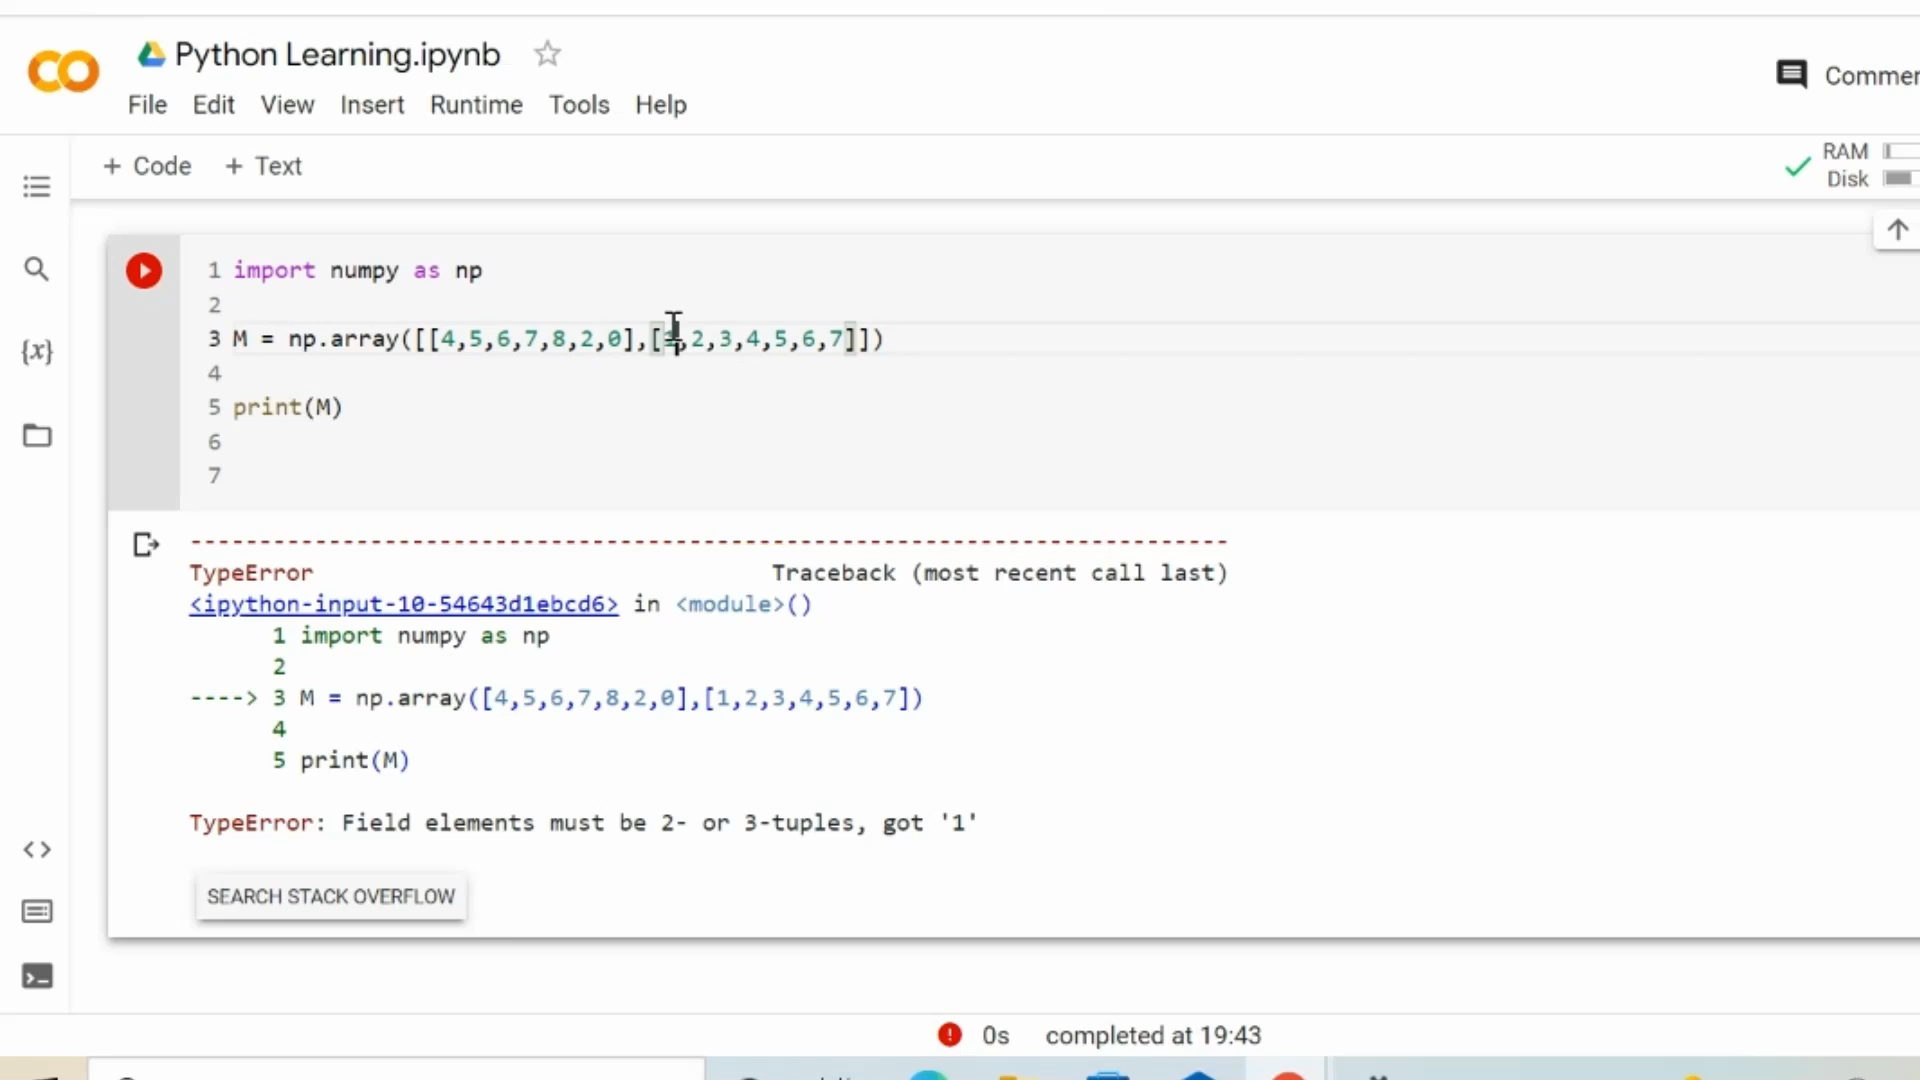 Python Learning.ipynb
File Edit View Insert Runtime Tools Help
+ Code + Text
RAM
Disk
1 import numpy as np
2
3 M = np.array([[4,5,6,7,8,2,0],[1,2,3,4,5,6,7]])
4
5 print(M)
6
7
---------------------------------------------------------------------------
TypeError Traceback (most recent call last)
<ipython-input-10-54643d1ebcd6> in <module>()
1 import numpy as np
2
----> 3 M = np.array([4,5,6,7,8,2,0],[1,2,3,4,5,6,7])
4
5 print(M)
TypeError: Field elements must be 2- or 3-tuples, got '1'
SEARCH STACK OVERFLOW
0s completed at 19:43